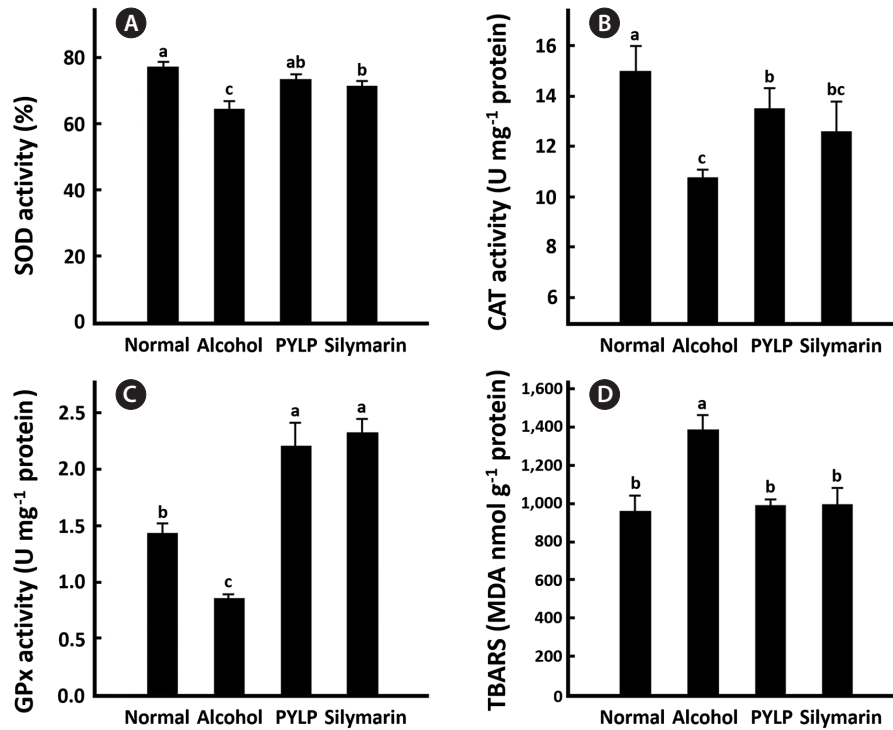 A
SOD activity (%)
80
60
40
20
0
a
c
ab
b
Normal Alcohol PYLP Silymarin
B
CAT activity (U mg⁻¹ protein)
16
14
12
10
8
6
a
c
b
bc
Normal Alcohol PYLP Silymarin
C
GPx activity (U mg⁻¹ protein)
2.5
2.0
1.5
1.0
0.5
0.0
b
c
a
a
Normal Alcohol PYLP Silymarin
D
TBARS (MDA nmol g⁻¹ protein)
1,600
1,400
1,200
1,000
800
600
400
200
0
b
a
b
b
Normal Alcohol PYLP Silymarin